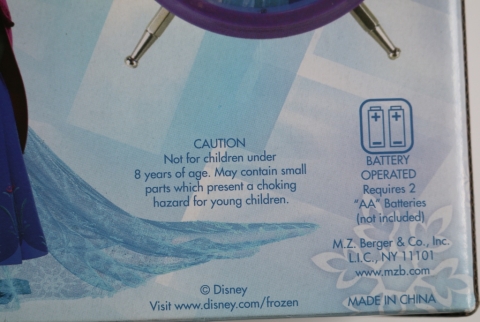 CAUTION
Not for children under
8 years of age. May contain small
parts which present a choking
hazard for young children.
BATTERY
OPERATED
Requires 2
"AA" Batteries
(not included)
M.Z. Berger & Co., Inc.
L.I.C., NY 11101
www.mzb.com
© Disney
Visit www.disney.com/frozen
MADE IN CHINA